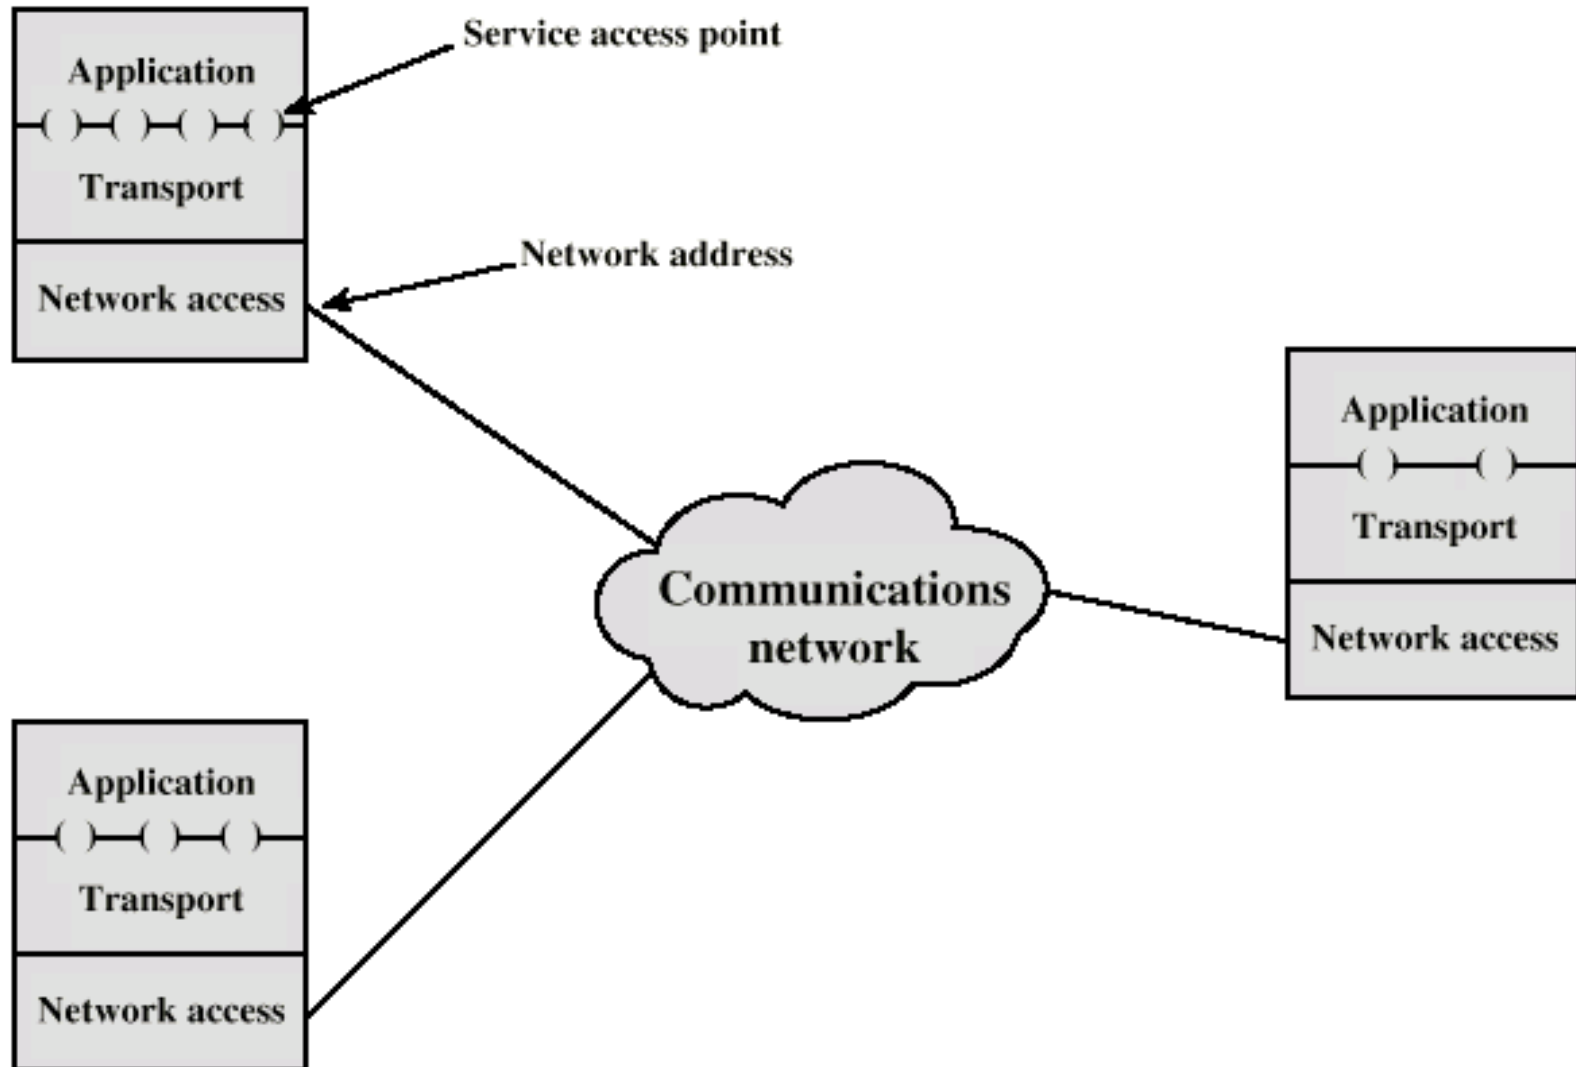 Service access point
Application
Transport
Network address
Network access
Application
Transport
Communications
network
Network access
Application
Transport
Network access